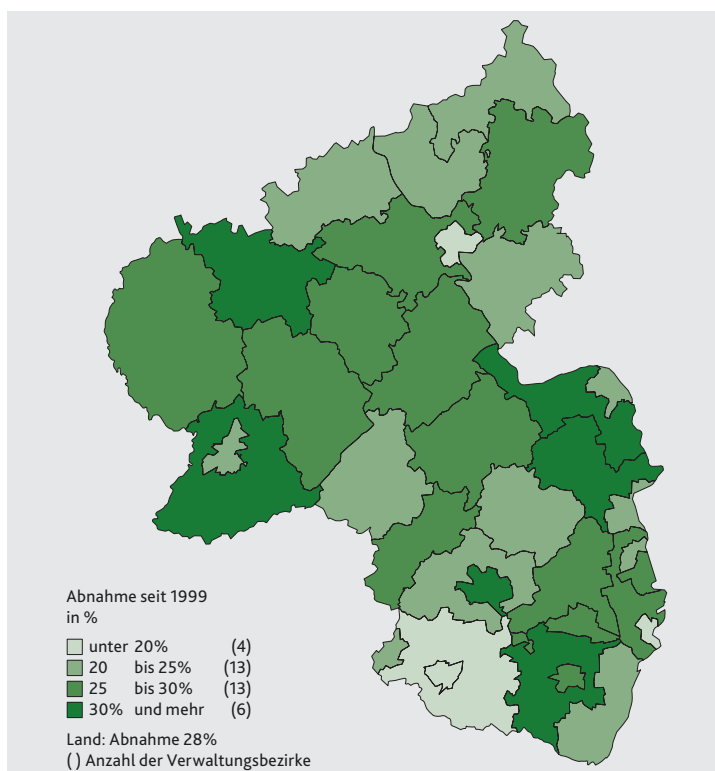 Abnahme seit 1999
in %
unter 20% (4)
20 bis 25% (13)
25 bis 30% (13)
30% und mehr (6)
Land: Abnahme 28%
( ) Anzahl der Verwaltungsbezirke